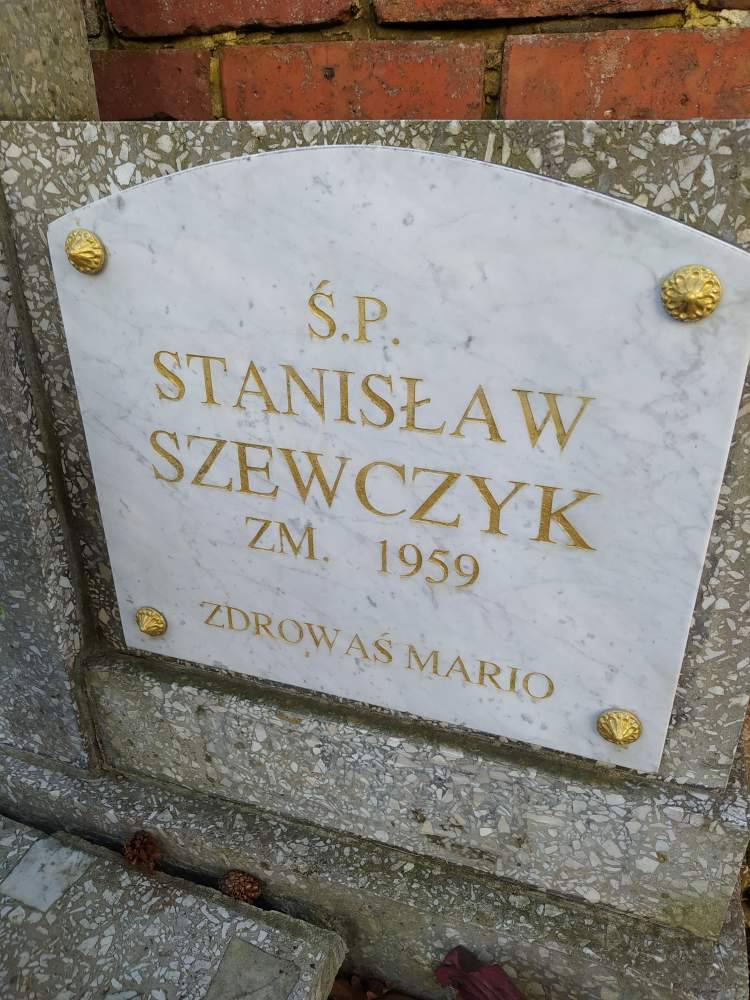 Ś.P.
STANISŁAW
SZEWCZYK
ZM. 1959
ZDROWAŚ MARIO